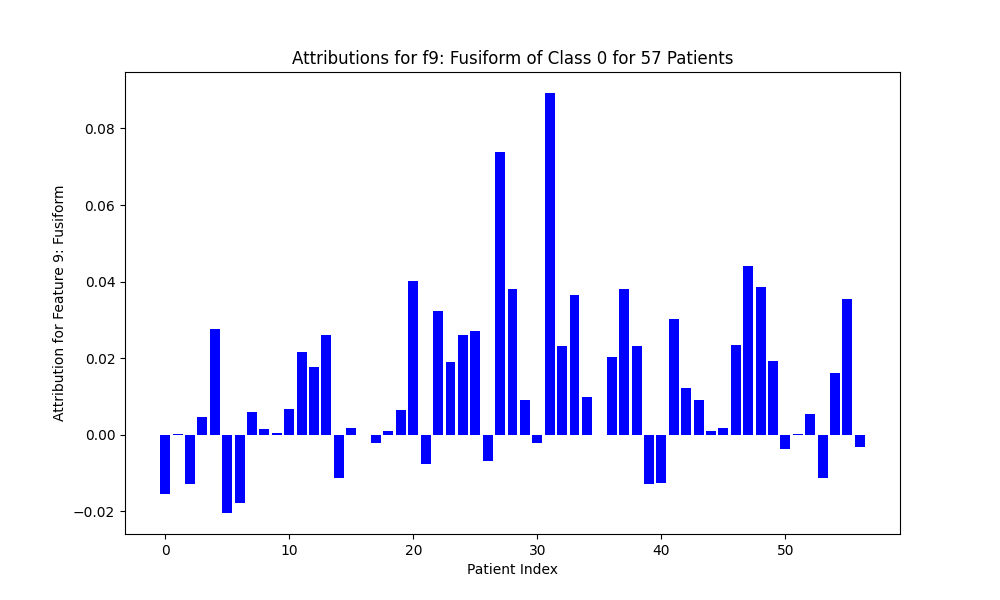 Attributions for f9: Fusiform of Class 0 for 57 Patients
Attribution for Feature 9: Fusiform
0.08
0.06
0.04
0.02
0.00
−0.02
0 10 20 30 40 50
Patient Index